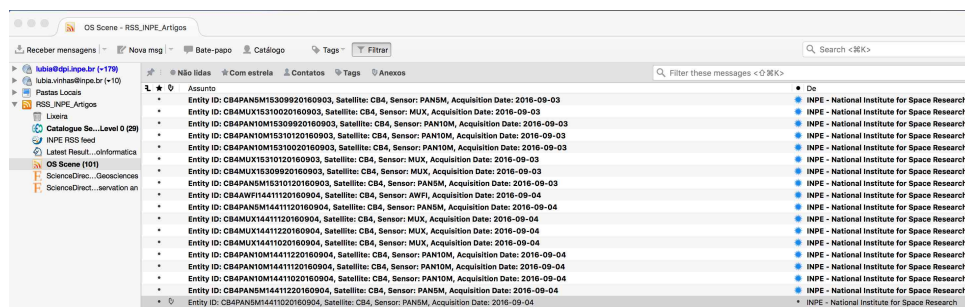 OS Scene - RSS_INPE_Artigos
Receber mensagens Nova msg Bate-papo Catálogo Tags Filtrar Search <⌘K>
lubia@dpi.inpe.br (•179)
lubia.vinhas@inpe.br (•10)
Pastas Locais
RSS_INPE_Artigos
Lixeira
Catalogue Se...Level 0 (29)
INPE RSS feed
Latest Result...oInformatica
OS Scene (101)
ScienceDirec...Geosciences
ScienceDirect...servation an
Não lidas Com estrela Contatos Tags Anexos Filter these messages <⇧⌘K>
Assunto De
Entity ID: CB4PAN5M15309920160903, Satellite: CB4, Sensor: PAN5M, Acquisition Date: 2016-09-03 INPE - National Institute for Space Research
Entity ID: CB4MUX15310020160903, Satellite: CB4, Sensor: MUX, Acquisition Date: 2016-09-03 INPE - National Institute for Space Research
Entity ID: CB4PAN10M15309920160903, Satellite: CB4, Sensor: PAN10M, Acquisition Date: 2016-09-03 INPE - National Institute for Space Research
Entity ID: CB4PAN10M15310120160903, Satellite: CB4, Sensor: PAN10M, Acquisition Date: 2016-09-03 INPE - National Institute for Space Research
Entity ID: CB4PAN10M15310020160903, Satellite: CB4, Sensor: PAN10M, Acquisition Date: 2016-09-03 INPE - National Institute for Space Research
Entity ID: CB4MUX15310120160903, Satellite: CB4, Sensor: MUX, Acquisition Date: 2016-09-03 INPE - National Institute for Space Research
Entity ID: CB4MUX15309920160903, Satellite: CB4, Sensor: MUX, Acquisition Date: 2016-09-03 INPE - National Institute for Space Research
Entity ID: CB4PAN5M15310120160903, Satellite: CB4, Sensor: PAN5M, Acquisition Date: 2016-09-03 INPE - National Institute for Space Research
Entity ID: CB4AWFI14411120160904, Satellite: CB4, Sensor: AWFI, Acquisition Date: 2016-09-04 INPE - National Institute for Space Research
Entity ID: CB4PAN5M14411120160904, Satellite: CB4, Sensor: PAN5M, Acquisition Date: 2016-09-04 INPE - National Institute for Space Research
Entity ID: CB4MUX14411120160904, Satellite: CB4, Sensor: MUX, Acquisition Date: 2016-09-04 INPE - National Institute for Space Research
Entity ID: CB4MUX14411020160904, Satellite: CB4, Sensor: MUX, Acquisition Date: 2016-09-04 INPE - National Institute for Space Research
Entity ID: CB4MUX14411220160904, Satellite: CB4, Sensor: MUX, Acquisition Date: 2016-09-04 INPE - National Institute for Space Research
Entity ID: CB4PAN10M14411220160904, Satellite: CB4, Sensor: PAN10M, Acquisition Date: 2016-09-04 INPE - National Institute for Space Research
Entity ID: CB4PAN10M14411120160904, Satellite: CB4, Sensor: PAN10M, Acquisition Date: 2016-09-04 INPE - National Institute for Space Research
Entity ID: CB4PAN10M14411020160904, Satellite: CB4, Sensor: PAN10M, Acquisition Date: 2016-09-04 INPE - National Institute for Space Research
Entity ID: CB4PAN5M14411220160904, Satellite: CB4, Sensor: PAN5M, Acquisition Date: 2016-09-04 INPE - National Institute for Space Research
Entity ID: CB4PAN5M14411020160904, Satellite: CB4, Sensor: PAN5M, Acquisition Date: 2016-09-04 INPE - National Institute for Space Research